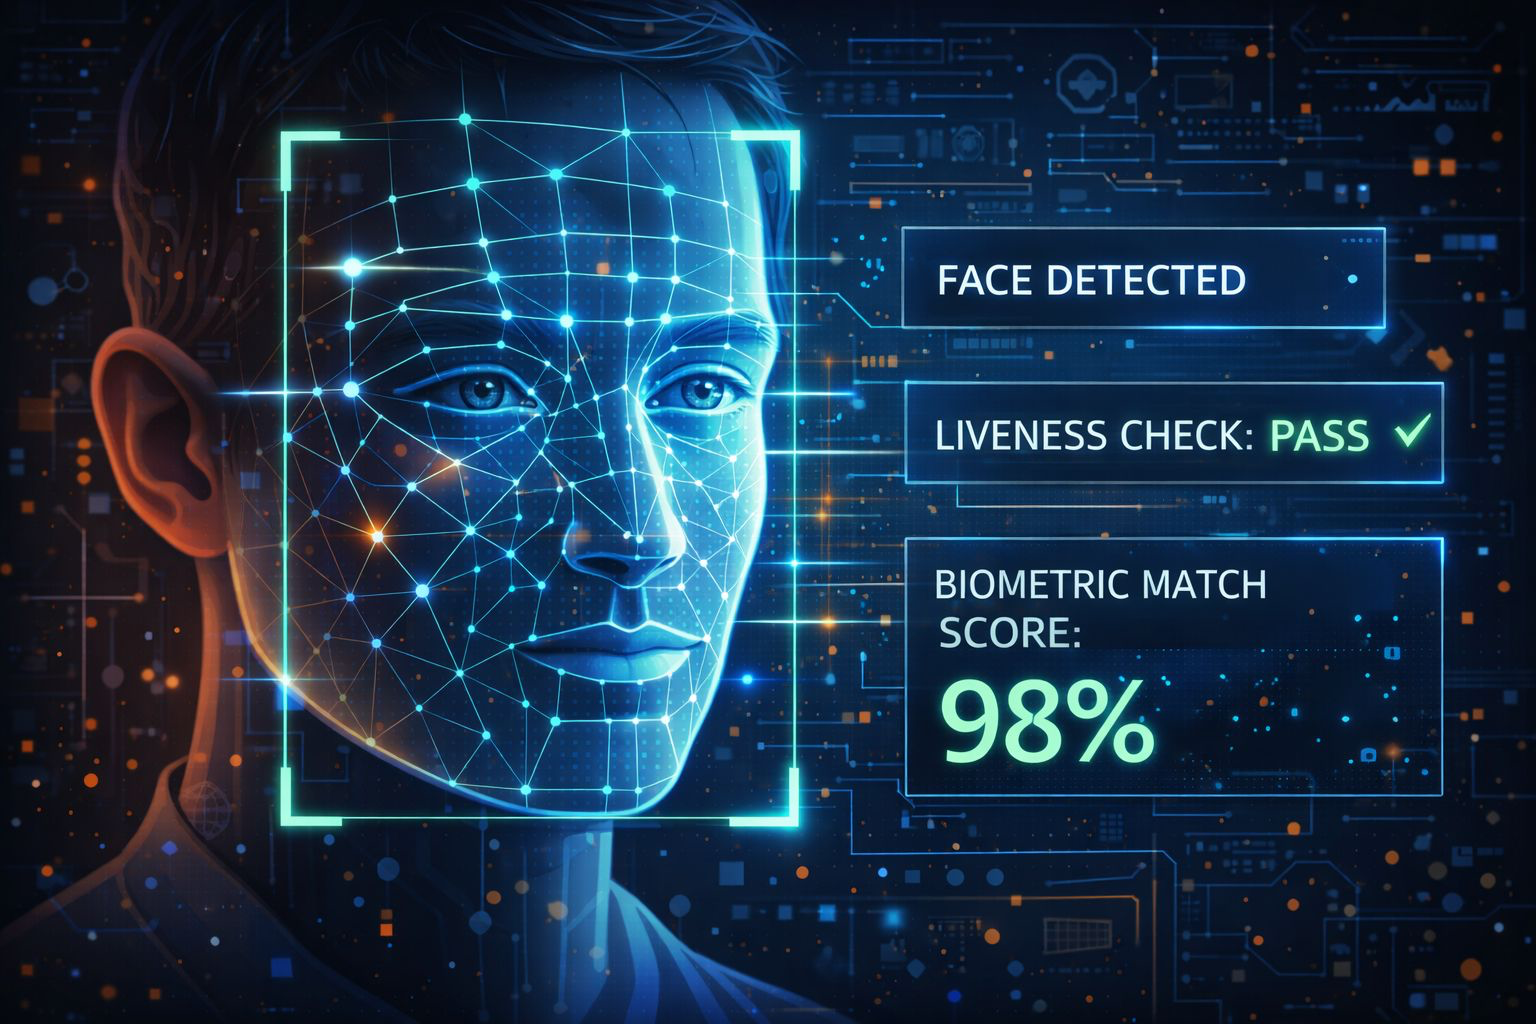 FACE DETECTED
LIVENESS CHECK: PASS ✓
BIOMETRIC MATCH
SCORE:
98%